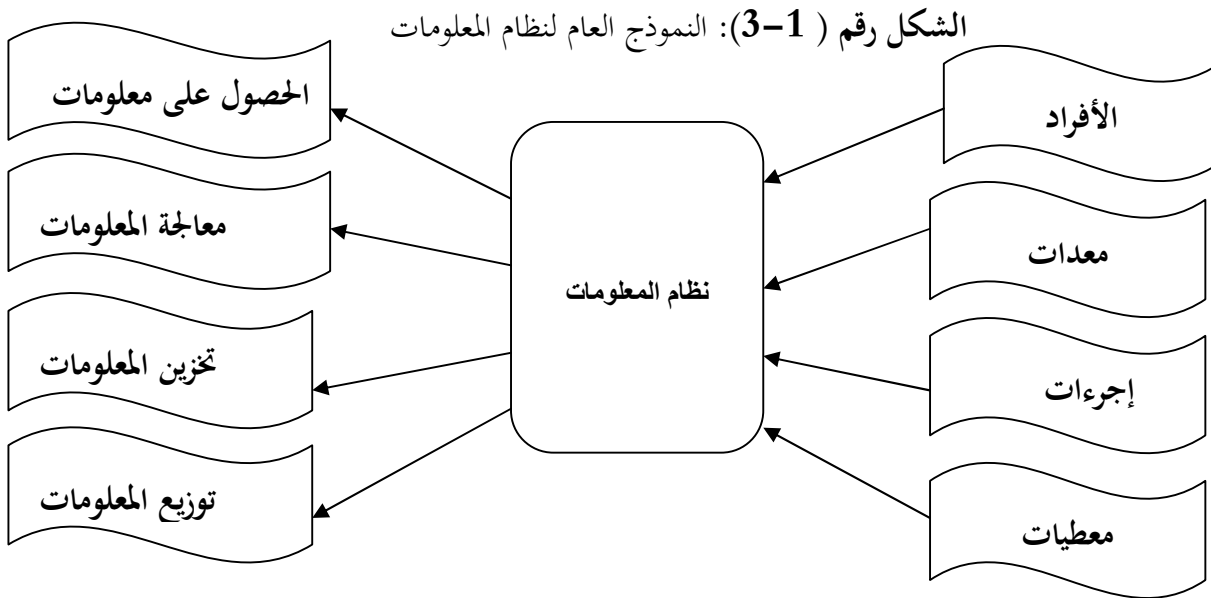 الشكل رقم ( 1–3): النموذج العام لنظام المعلومات
الأفراد
معدات
إجرءات
معطيات
نظام المعلومات
الحصول على معلومات
معالجة المعلومات
تخزين المعلومات
توزيع المعلومات